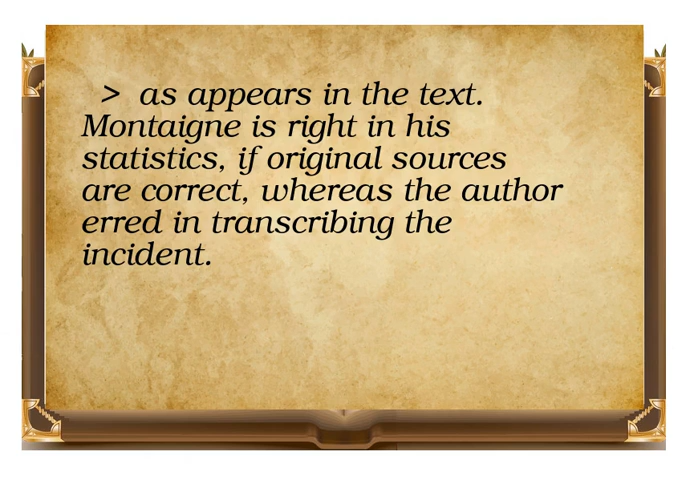 > as appears in the text.
Montaigne is right in his
statistics, if original sources
are correct, whereas the author
erred in transcribing the
incident.